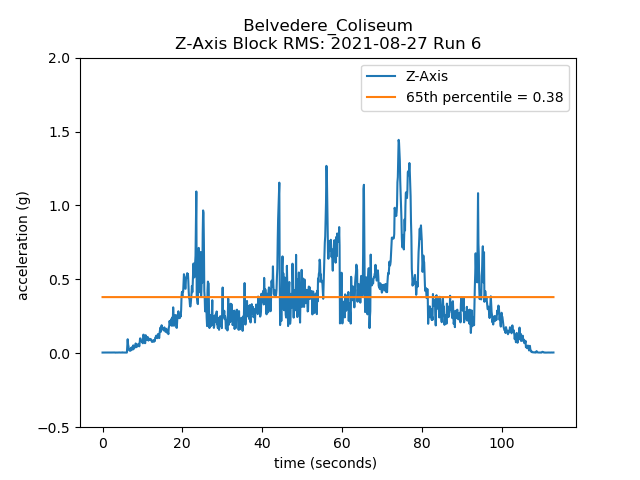 Belvedere_Coliseum
Z-Axis Block RMS: 2021-08-27 Run 6
Z-Axis
65th percentile = 0.38
acceleration (g)
2.0
1.5
1.0
0.5
0.0
−0.5
0 20 40 60 80 100
time (seconds)